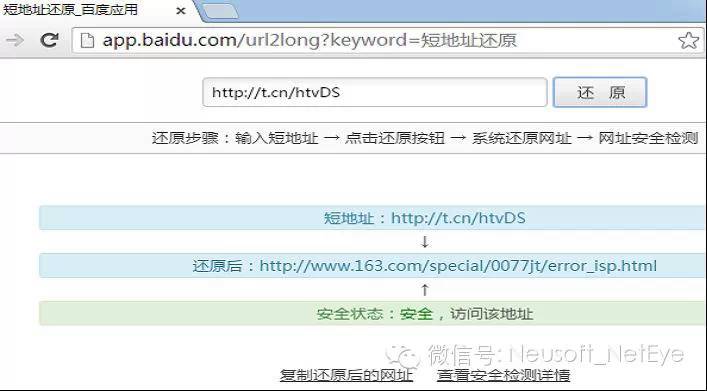 短地址还原_百度应用
app.baidu.com/url2long?keyword=短地址还原
http://t.cn/htvDS 还 原
还原步骤：输入短地址 → 点击还原按钮 → 系统还原网址 → 网址安全检测
短地址：http://t.cn/htvDS
↓
还原后：http://www.163.com/special/0077jt/error_isp.html
↑
安全状态：安全，访问该地址
复制还原后的网址 查看安全检测详情
微信号: Neusoft_NetEye